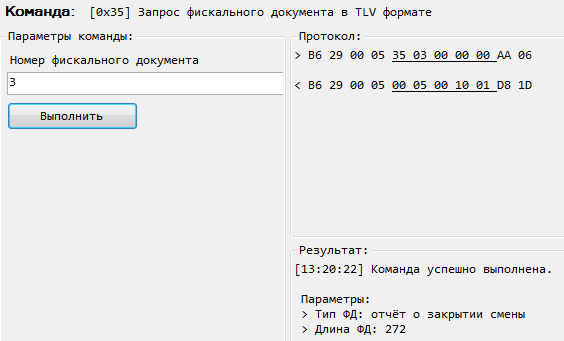 Команда: [0x35] Запрос фискального документа в TLV формате
Параметры команды:
Номер фискального документа
3
Выполнить
Протокол:
> B6 29 00 05 35 03 00 00 00 AA 06
< B6 29 00 05 00 05 00 10 01 D8 1D
Результат:
[13:20:22] Команда успешно выполнена.
Параметры:
> Тип ФД: отчёт о закрытии смены
> Длина ФД: 272